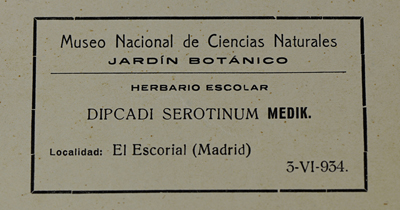 Museo Nacional de Ciencias Naturales
JARDÍN BOTÁNICO
HERBARIO ESCOLAR
DIPCADI SEROTINUM MEDIK.
Localidad: El Escorial (Madrid)
3-VI-934.